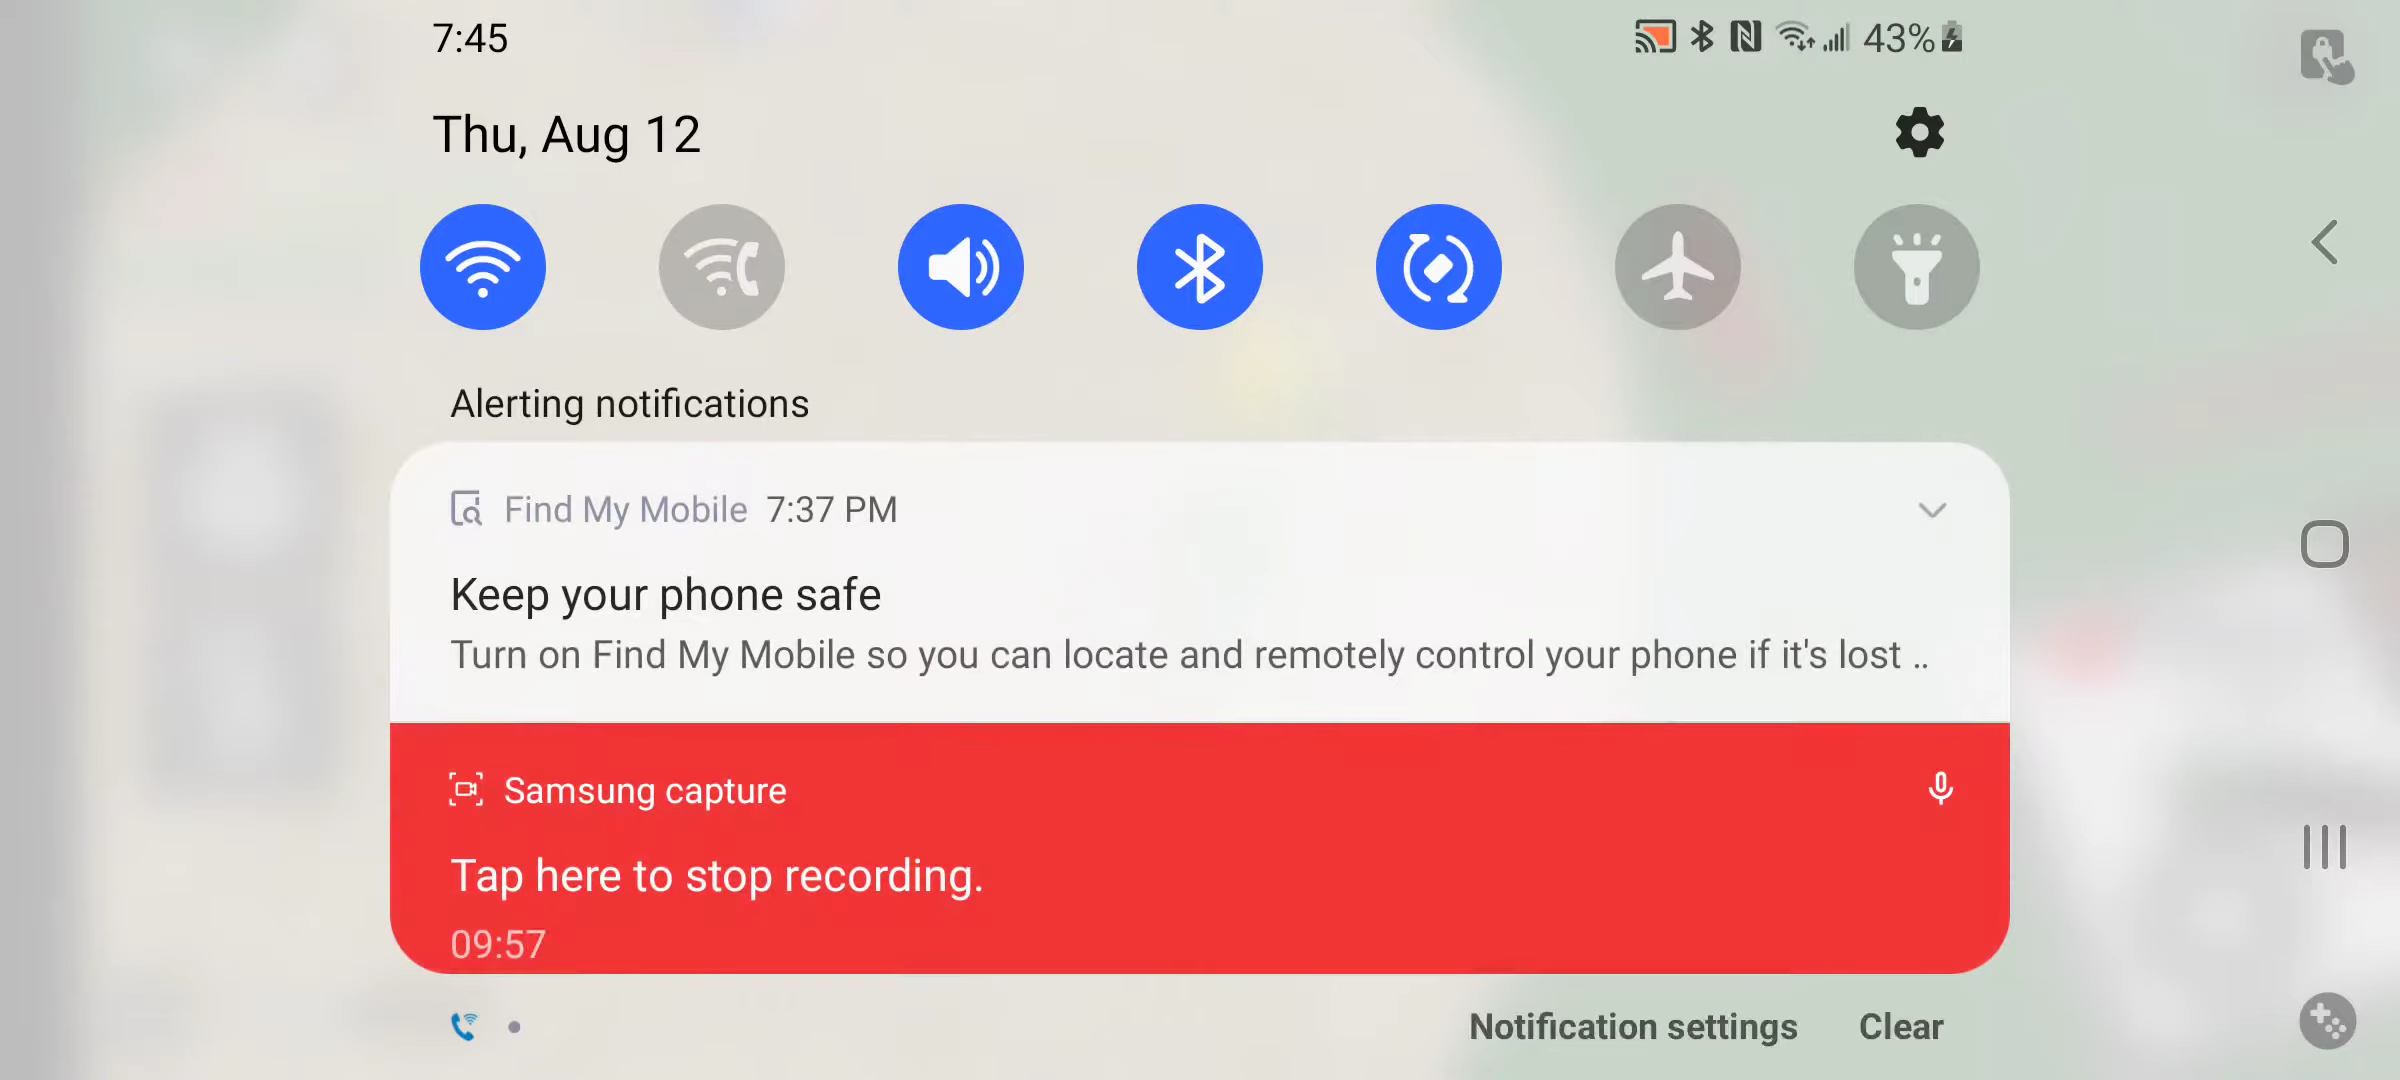 7:45
43%
Thu, Aug 12
Alerting notifications
Find My Mobile 7:37 PM
Keep your phone safe
Turn on Find My Mobile so you can locate and remotely control your phone if it's lost ..
Samsung capture
Tap here to stop recording.
09:57
Notification settings Clear